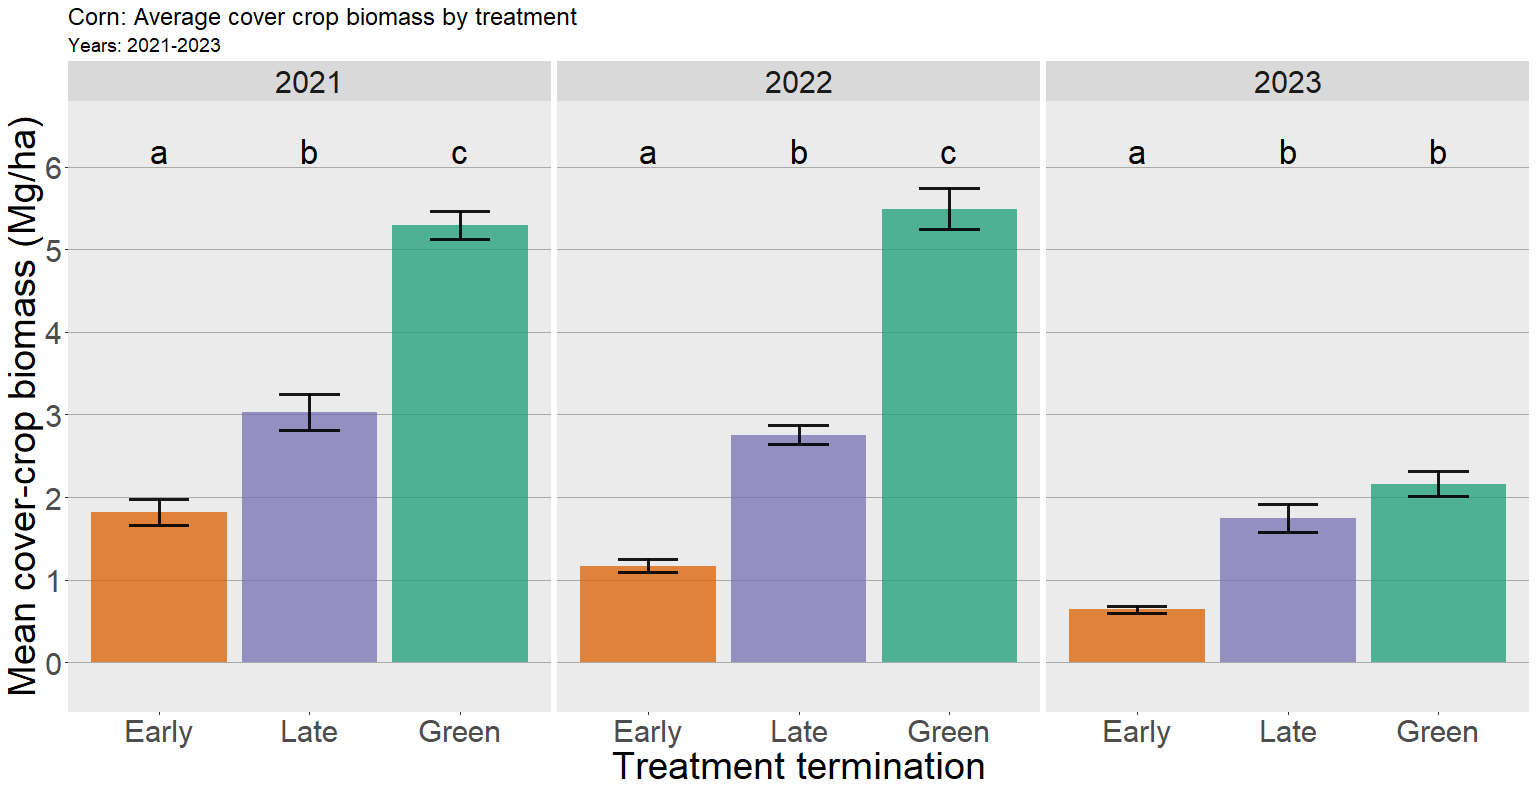 Corn: Average cover crop biomass by treatment
Years: 2021-2023
2021 2022 2023
a b c a b c a b b
Mean cover-crop biomass (Mg/ha)
6
5
4
3
2
1
0
Early Late Green Early Late Green Early Late Green
Treatment termination